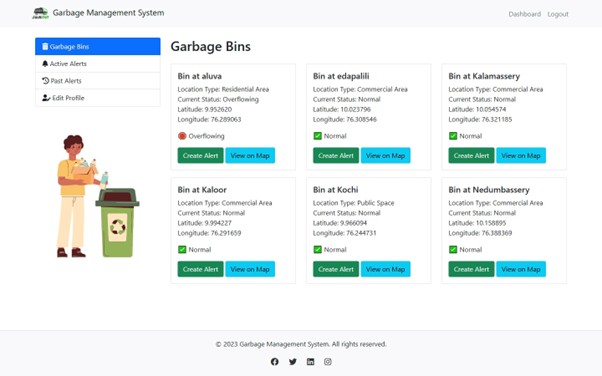 Garbage Management System
Dashboard Logout
Garbage Bins
Active Alerts
Past Alerts
Edit Profile
Garbage Bins
Bin at aluva
Location Type: Residential Area
Current Status: Overflowing
Latitude: 9.952620
Longitude: 76.289063
Overflowing
Create Alert View on Map
Bin at edapalili
Location Type: Commercial Area
Current Status: Normal
Latitude: 10.023796
Longitude: 76.308546
Normal
Create Alert View on Map
Bin at Kalamassery
Location Type: Commercial Area
Current Status: Normal
Latitude: 10.054574
Longitude: 76.321185
Normal
Create Alert View on Map
Bin at Kaloor
Location Type: Commercial Area
Current Status: Normal
Latitude: 9.994227
Longitude: 76.291659
Normal
Create Alert View on Map
Bin at Kochi
Location Type: Public Space
Current Status: Normal
Latitude: 9.966094
Longitude: 76.244731
Normal
Create Alert View on Map
Bin at Nedumbassery
Location Type: Commercial Area
Current Status: Normal
Latitude: 10.158895
Longitude: 76.388369
Normal
Create Alert View on Map
© 2023 Garbage Management System. All rights reserved.